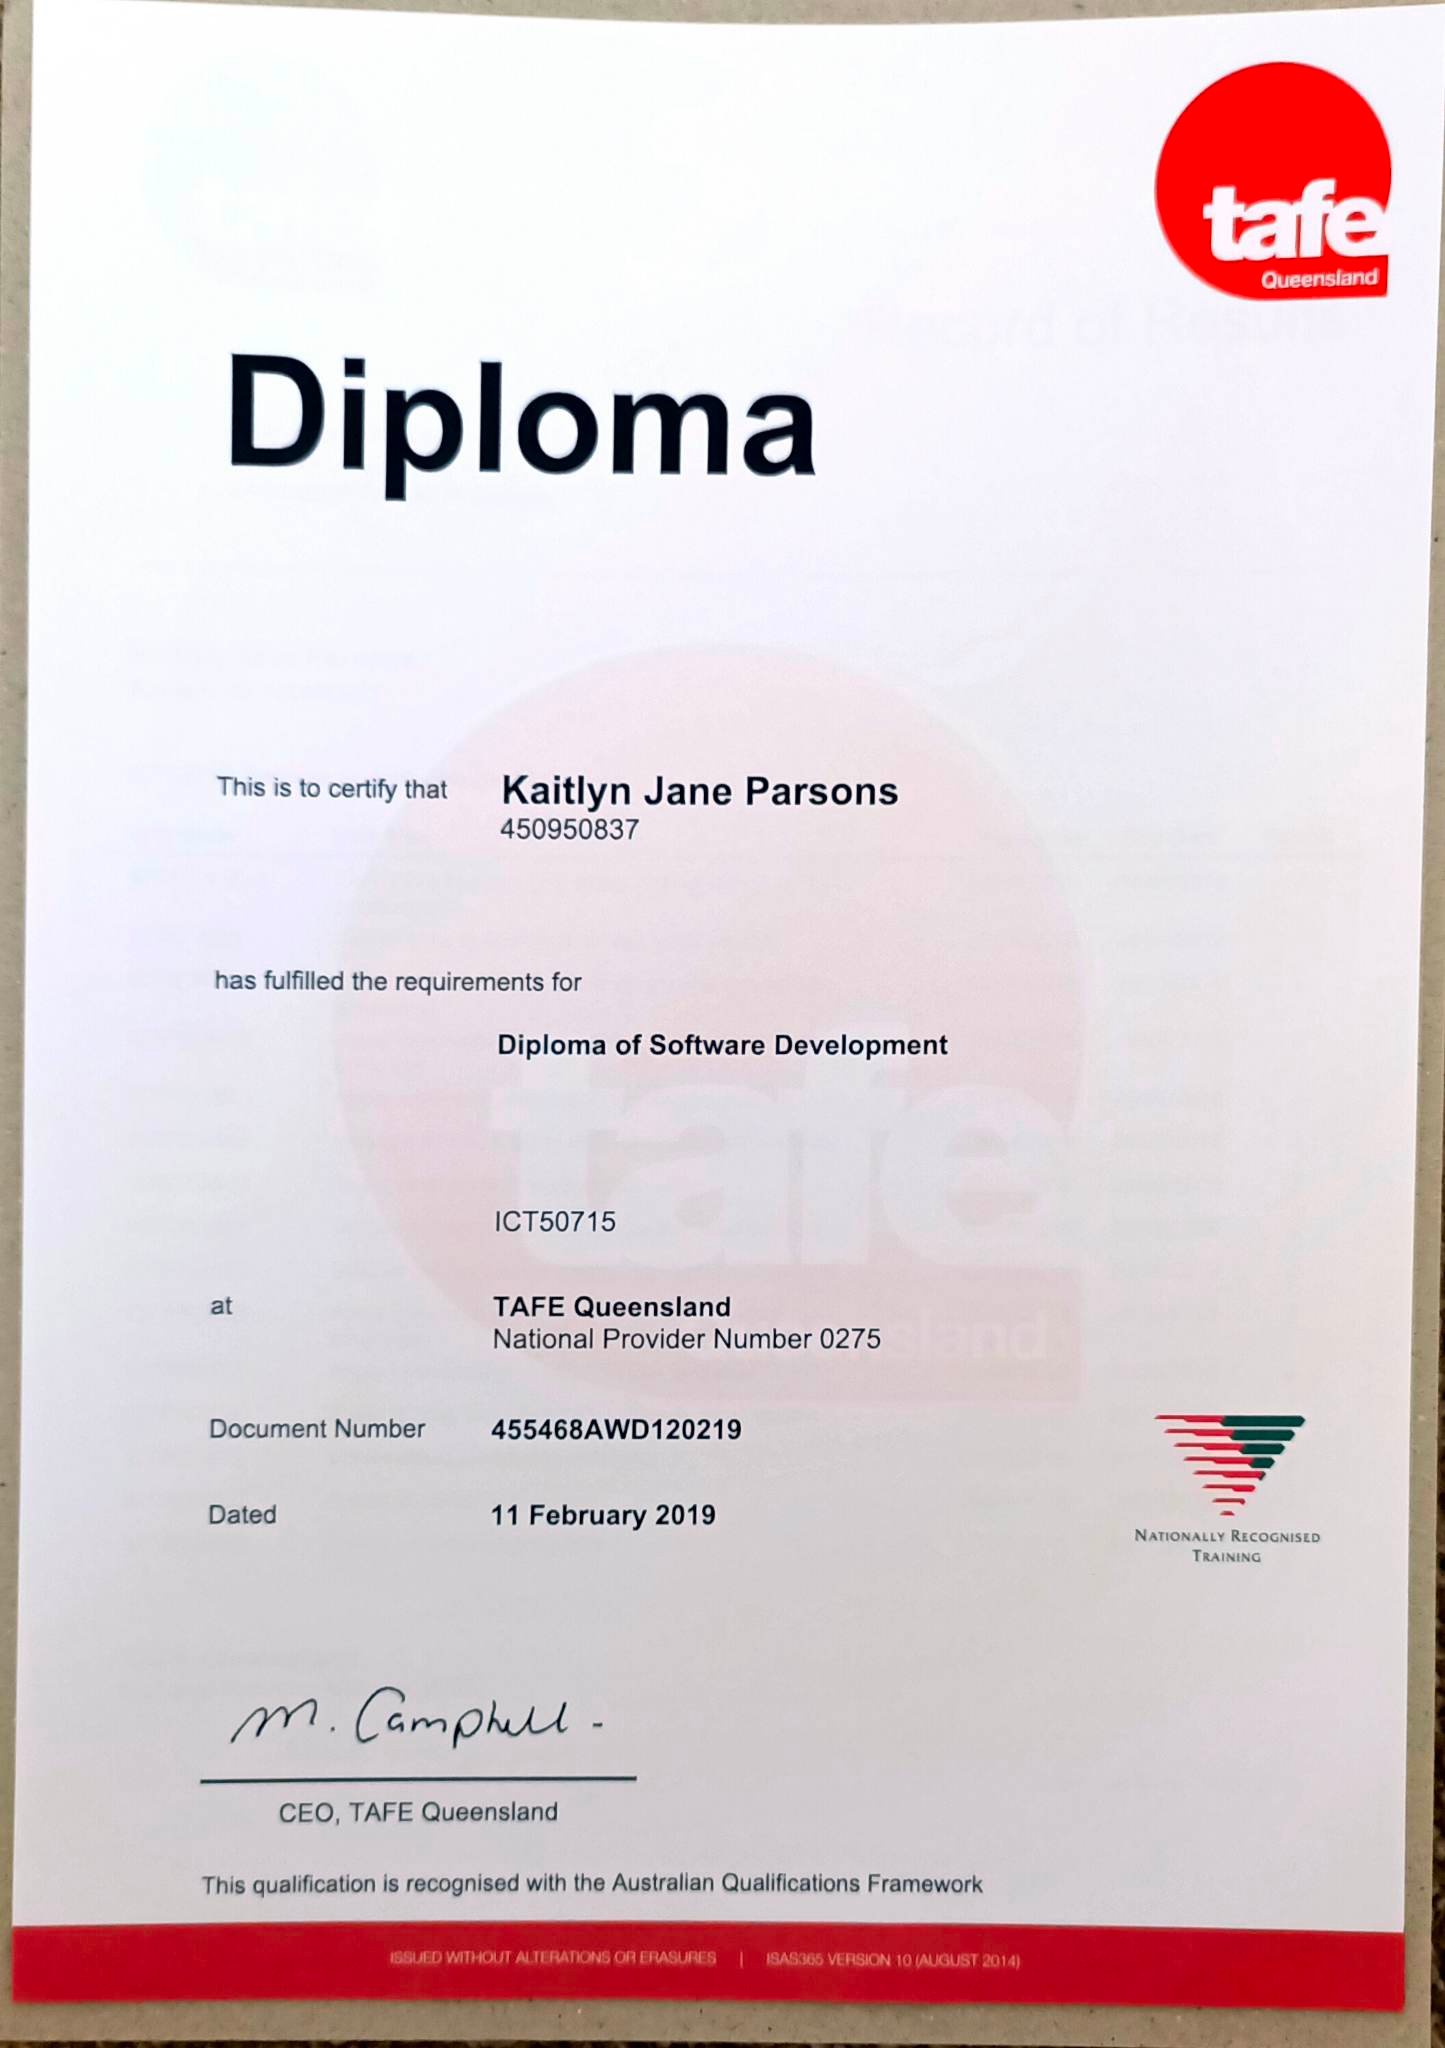 tafe
Queensland
Diploma
This is to certify that Kaitlyn Jane Parsons
450950837
has fulfilled the requirements for
Diploma of Software Development
ICT50715
at TAFE Queensland
National Provider Number 0275
Document Number 455468AWD120219
Dated 11 February 2019
NATIONALLY RECOGNISED
TRAINING
M. Campbell
CEO, TAFE Queensland
This qualification is recognised with the Australian Qualifications Framework
ISSUED WITHOUT ALTERATIONS OR ERASURES | ISAS365 VERSION 10 (AUGUST 2014)